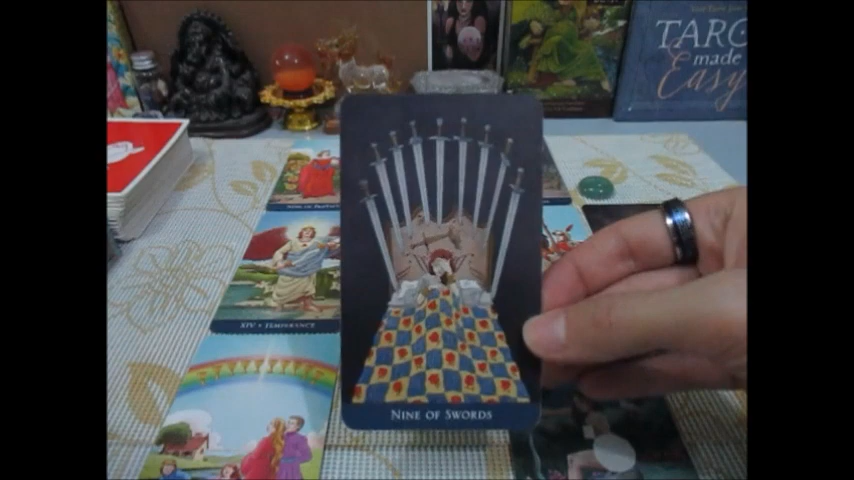 TAROT
made
Easy
XIV • TEMPERANCE
NINE OF SWORDS